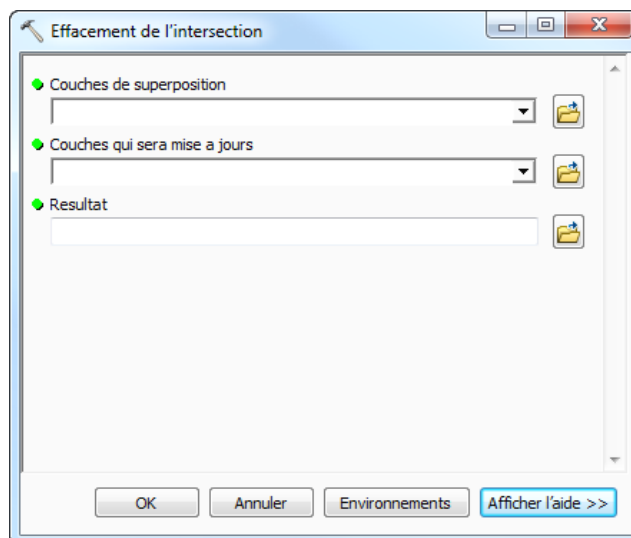 Effacement de l'intersection
Couches de superposition
Couches qui sera mise a jours
Resultat
OK
Annuler
Environnements
Afficher l'aide >>